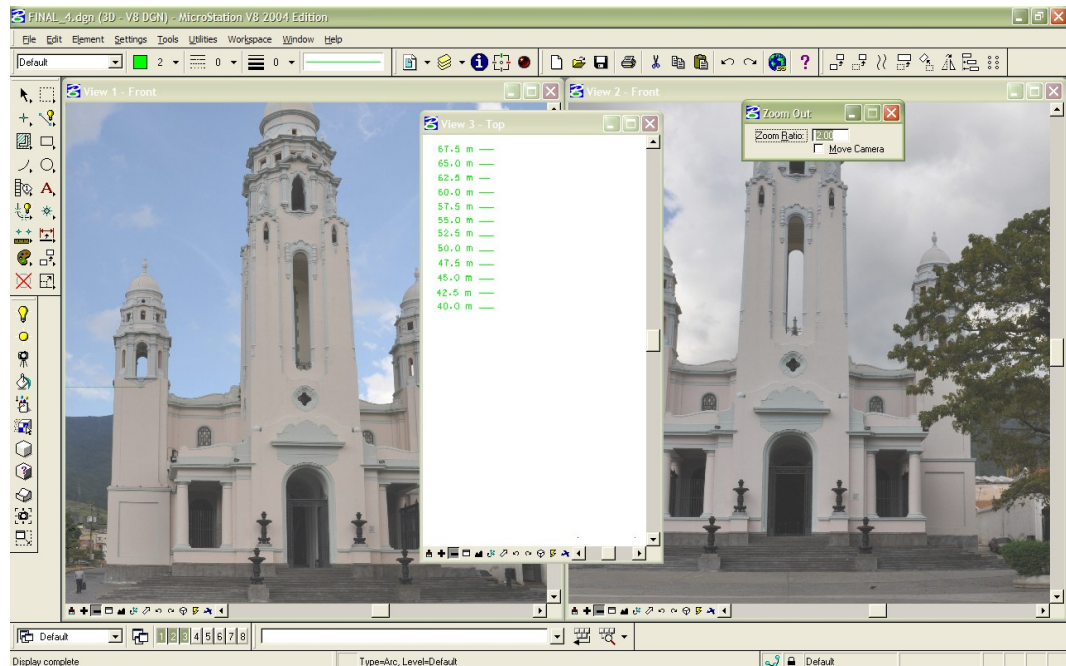 FINAL_4.dgn (3D - V8 DGN) - MicroStation V8 2004 Edition
File Edit Element Settings Tools Utilities Workspace Window Help
Default 2 0 0
View 1 - Front
View 2 - Front
View 3 - Top
Zoom Out
Zoom Ratio: 2.00
Move Camera
67.5 m
65.0 m
62.5 m
60.0 m
57.5 m
55.0 m
52.5 m
50.0 m
47.5 m
45.0 m
42.5 m
40.0 m
Default 1 2 3 4 5 6 7 8
Display complete Type=Arc, Level=Default Default